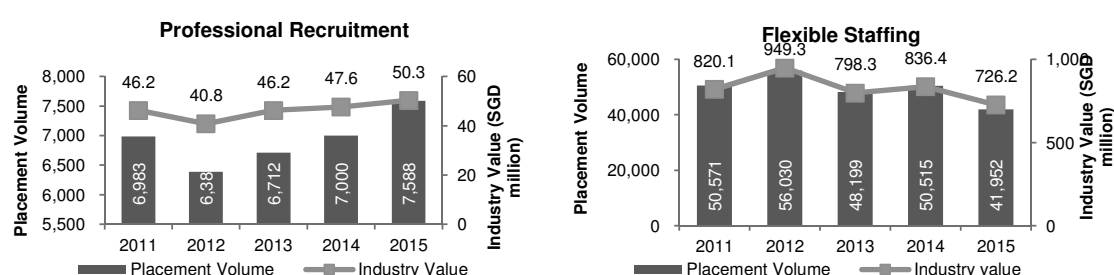 Professional Recruitment
46.2 40.8 46.2 47.6 50.3
8,000
7,500
7,000
6,500
6,000
5,500
Placement Volume
6,983 6,38 6,712 7,000 7,588
60
40
20
0
Industry Value (SGD
million)
2011 2012 2013 2014 2015
Placement Volume Industry Value
Flexible Staffing
820.1 949.3 798.3 836.4 726.2
60,000
40,000
20,000
0
Placement Volume
50,571 56,030 48,199 50,515 41,952
1,000
500
0
Industry Value (SGD
million)
2011 2012 2013 2014 2015
Placement Volume Industry Value